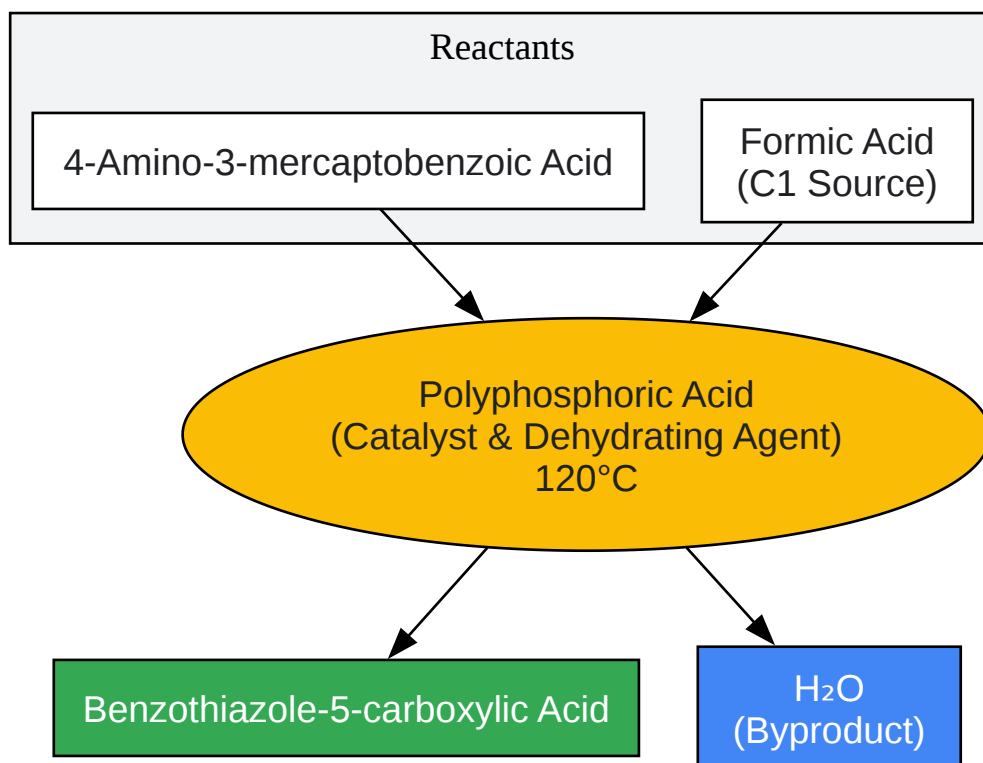 Reactants
4-Amino-3-mercaptobenzoic Acid
Formic Acid
(C1 Source)
Polyphosphoric Acid
(Catalyst & Dehydrating Agent)
120°C
Benzothiazole-5-carboxylic Acid
H₂O
(Byproduct)